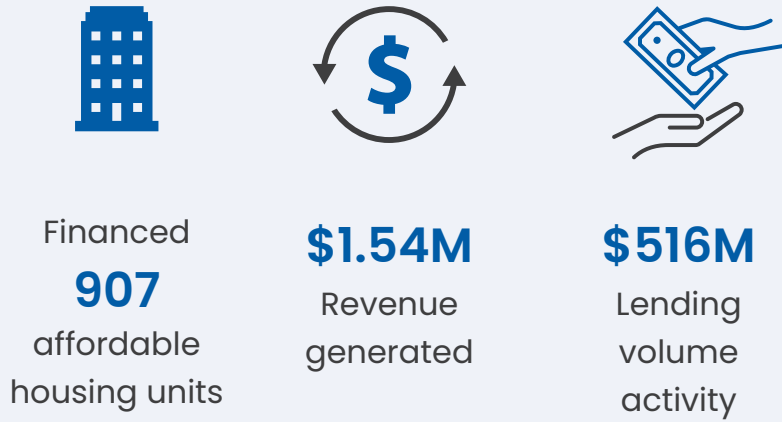 Financed
907
affordable
housing units
$1.54M
Revenue
generated
$516M
Lending
volume
activity